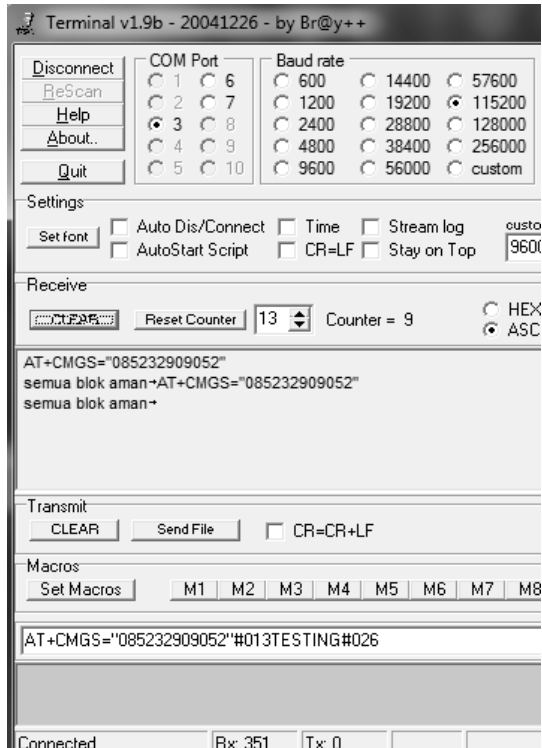 Terminal v1.9b - 20041226 - by Br@y++
Disconnect
ReScan
Help
About..
Quit
COM Port
1 6
2 7
3 8
4 9
5 10
Baud rate
600 14400 57600
1200 19200 115200
2400 28800 128000
4800 38400 256000
9600 56000 custom
Settings
Set font
Auto Dis/Connect Time Stream log custo
AutoStart Script CR=LF Stay on Top 9600
Receive
CLEAR Reset Counter 13 Counter = 9
HEX
ASC
AT+CMGS="085232909052"
semua blok aman→AT+CMGS="085232909052"
semua blok aman→
Transmit
CLEAR Send File CR=CR+LF
Macros
Set Macros M1 M2 M3 M4 M5 M6 M7 M8
AT+CMGS="085232909052"#013TESTING#026
Connected Rx: 351 Tx: 0